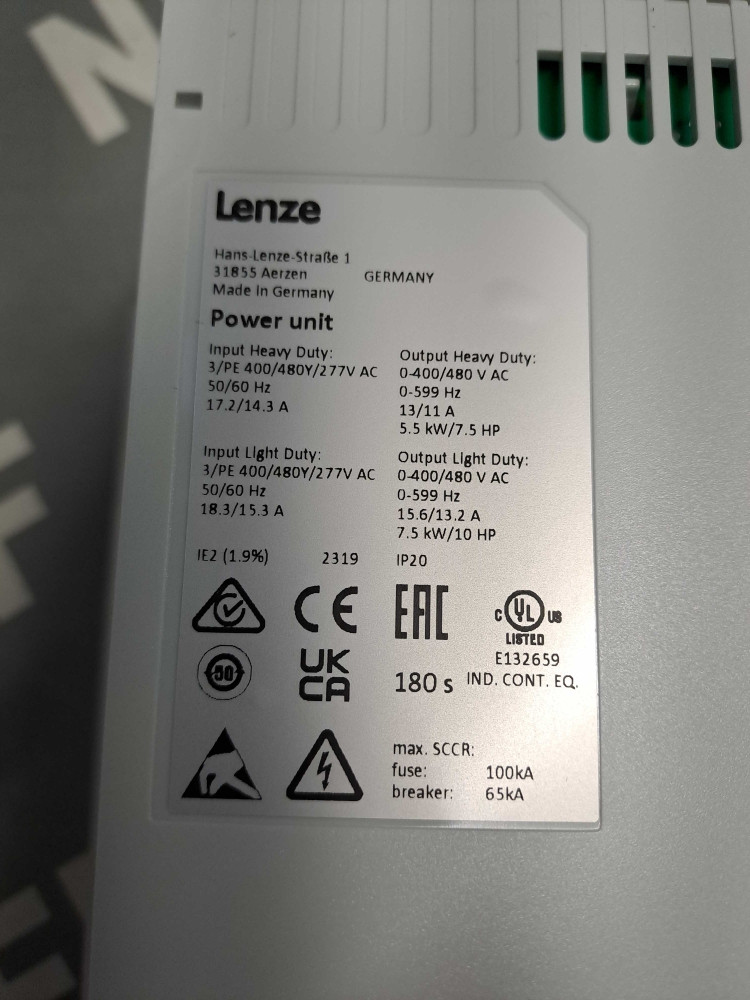 Lenze
Hans-Lenze-Straße 1
31855 Aerzen GERMANY
Made in Germany
Power unit
Input Heavy Duty:
3/PE 400/480Y/277V AC
50/60 Hz
17.2/14.3 A
Output Heavy Duty:
0-400/480 V AC
0-599 Hz
13/11 A
5.5 kW/7.5 HP
Input Light Duty:
3/PE 400/480Y/277V AC
50/60 Hz
18.3/15.3 A
Output Light Duty:
0-400/480 V AC
0-599 Hz
15.6/13.2 A
7.5 kW/10 HP
IE2 (1.9%) 2319 IP20
CE EAC C UL US
LISTED
E132659
IND. CONT. EQ.
50
UK
CA
180 s
max. SCCR:
fuse: 100kA
breaker: 65kA